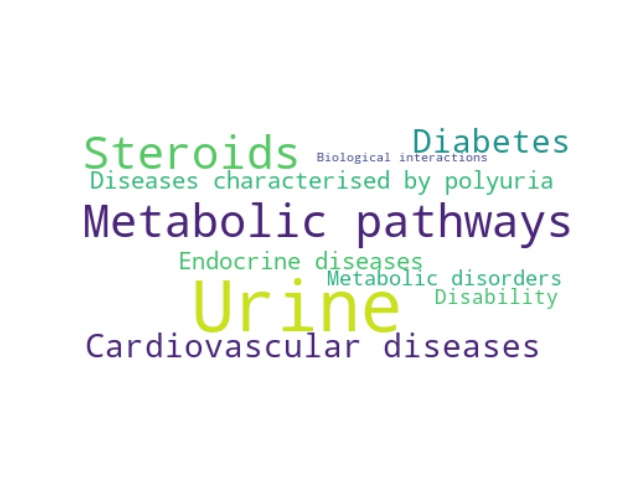 Steroids
Diabetes
Biological interactions
Diseases characterised by polyuria
Metabolic pathways
Endocrine diseases
Metabolic disorders
Urine
Disability
Cardiovascular diseases